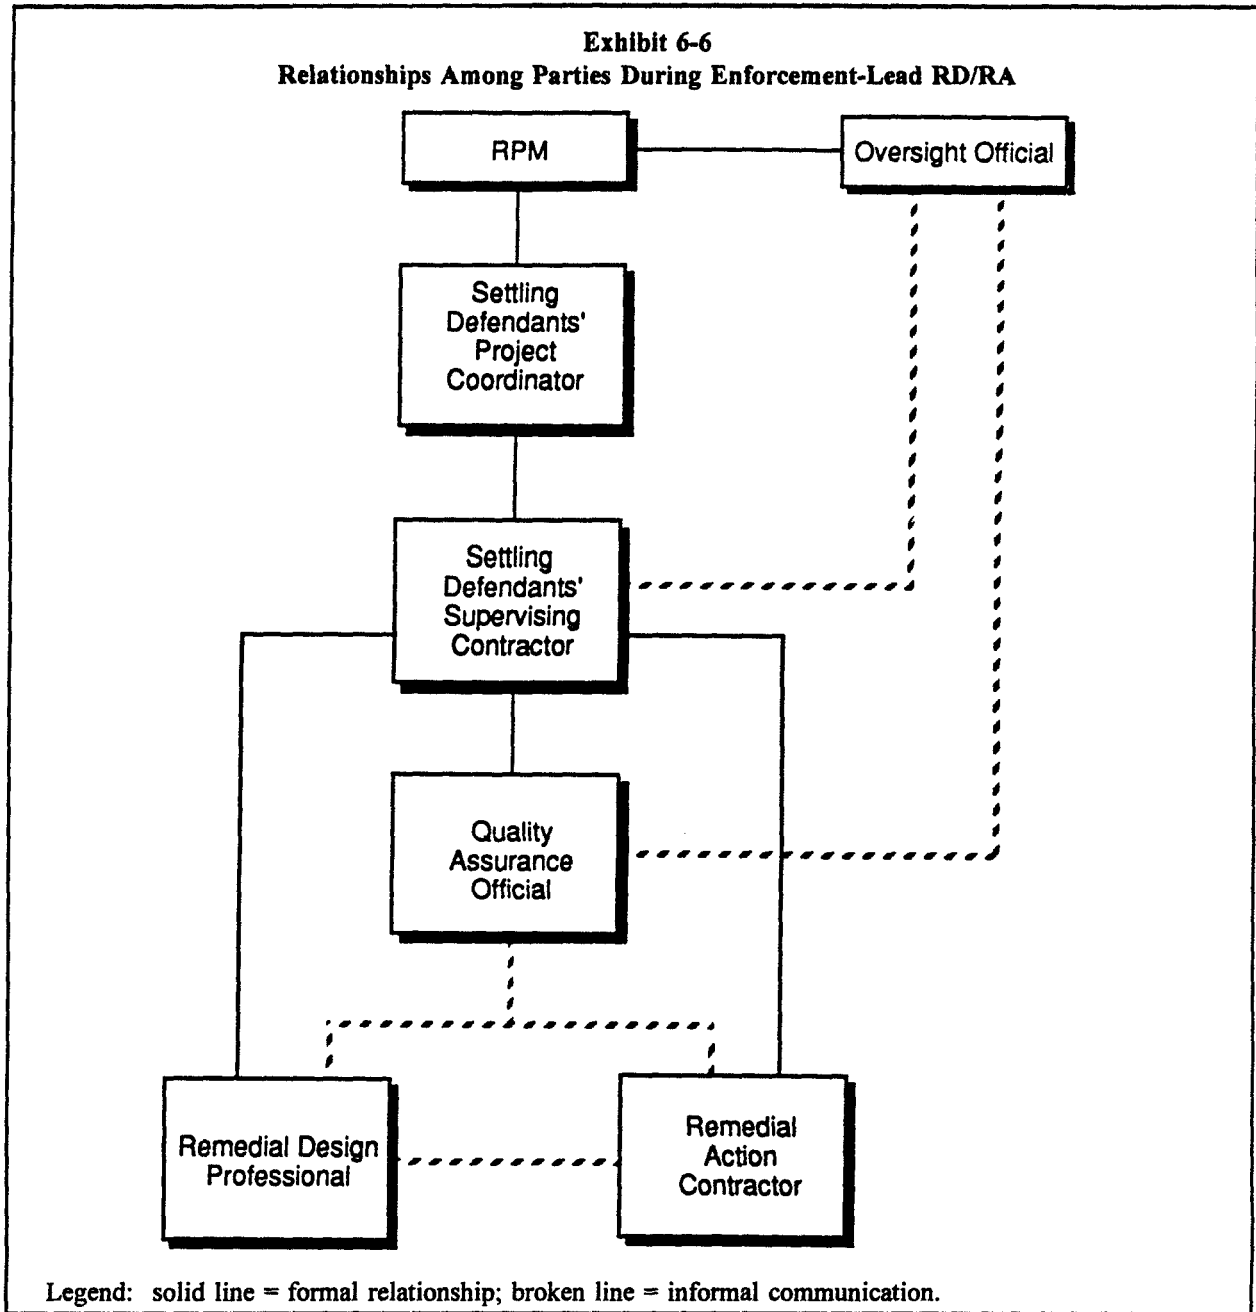 Exhibit 6-6
Relationships Among Parties During Enforcement-Lead RD/RA
RPM
Oversight Official
Settling
Defendants'
Project
Coordinator
Settling
Defendants'
Supervising
Contractor
Quality
Assurance
Official
Remedial Design
Professional
Remedial
Action
Contractor
Legend: solid line = formal relationship; broken line = informal communication.